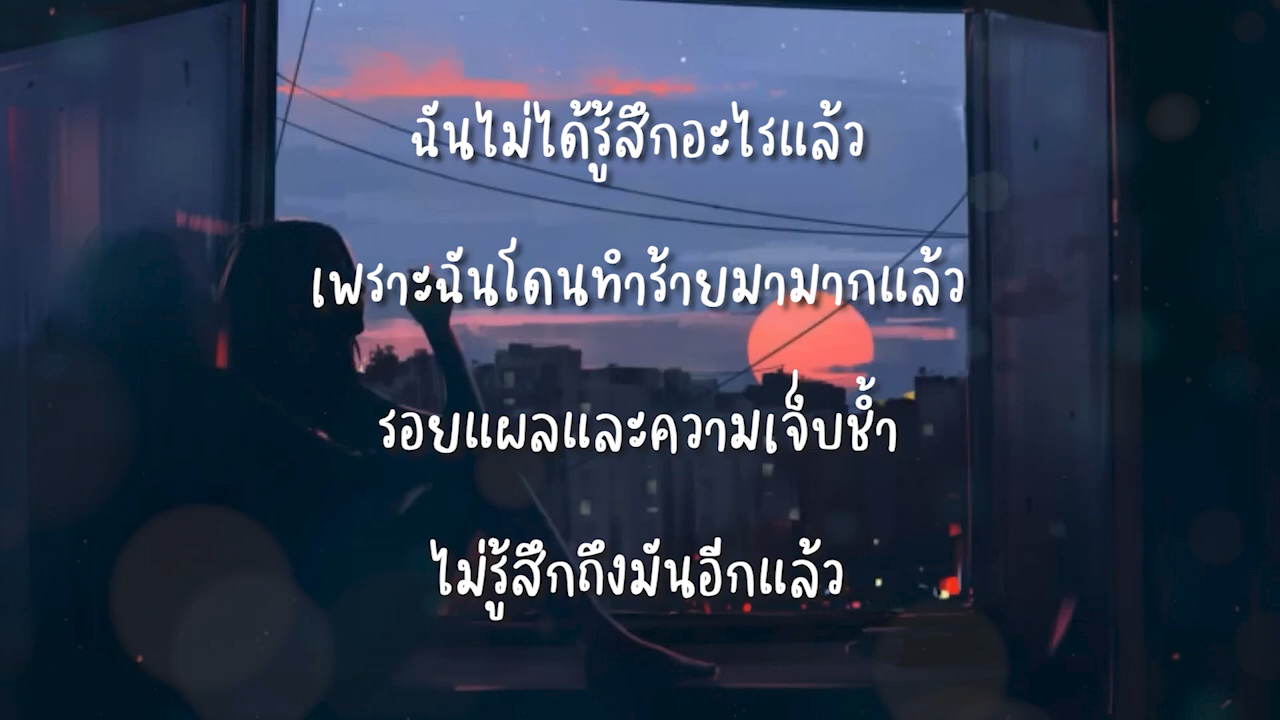 ฉันไม่ได้รู้สึกอะไรแล้ว
เพราะฉันโดนทำร้ายมามากแล้ว
รอยแผลและความเจ็บช้ำ
ไม่รู้สึกถึงมันอีกแล้ว